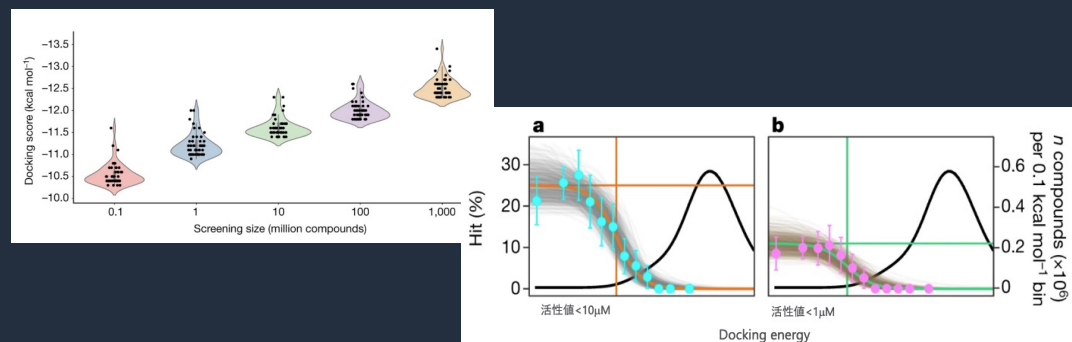 −13.5
−13.0
−12.5
−12.0
−11.5
−11.0
−10.5
−10.0
Docking score (kcal mol⁻¹)
0.1 1 10 100 1,000
Screening size (million compounds)
a b
30
20
10
0
Hit (%)
0.6
0.4
0.2
0
n compounds (×10⁶)
per 0.1 kcal mol⁻¹ bin
活性値<10μM 活性値<1μM
Docking energy